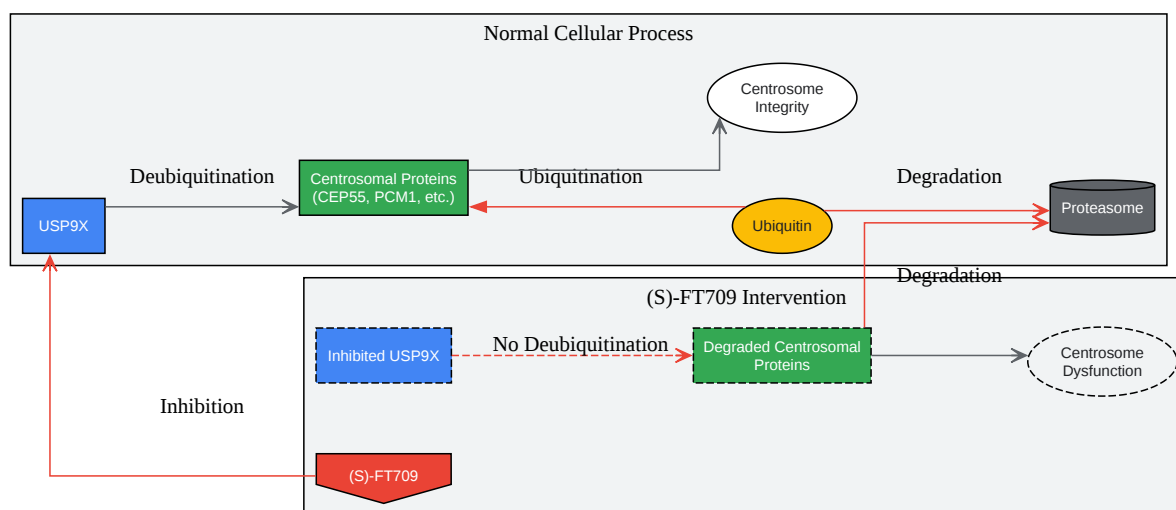 Normal Cellular Process
Centrosome
Integrity
Deubiquitination
Centrosomal Proteins
(CEP55, PCM1, etc.)
Ubiquitination
Degradation
USP9X
Ubiquitin
Proteasome
Degradation
(S)-FT709 Intervention
Inhibited USP9X
No Deubiquitination
Degraded Centrosomal
Proteins
Centrosome
Dysfunction
Inhibition
(S)-FT709